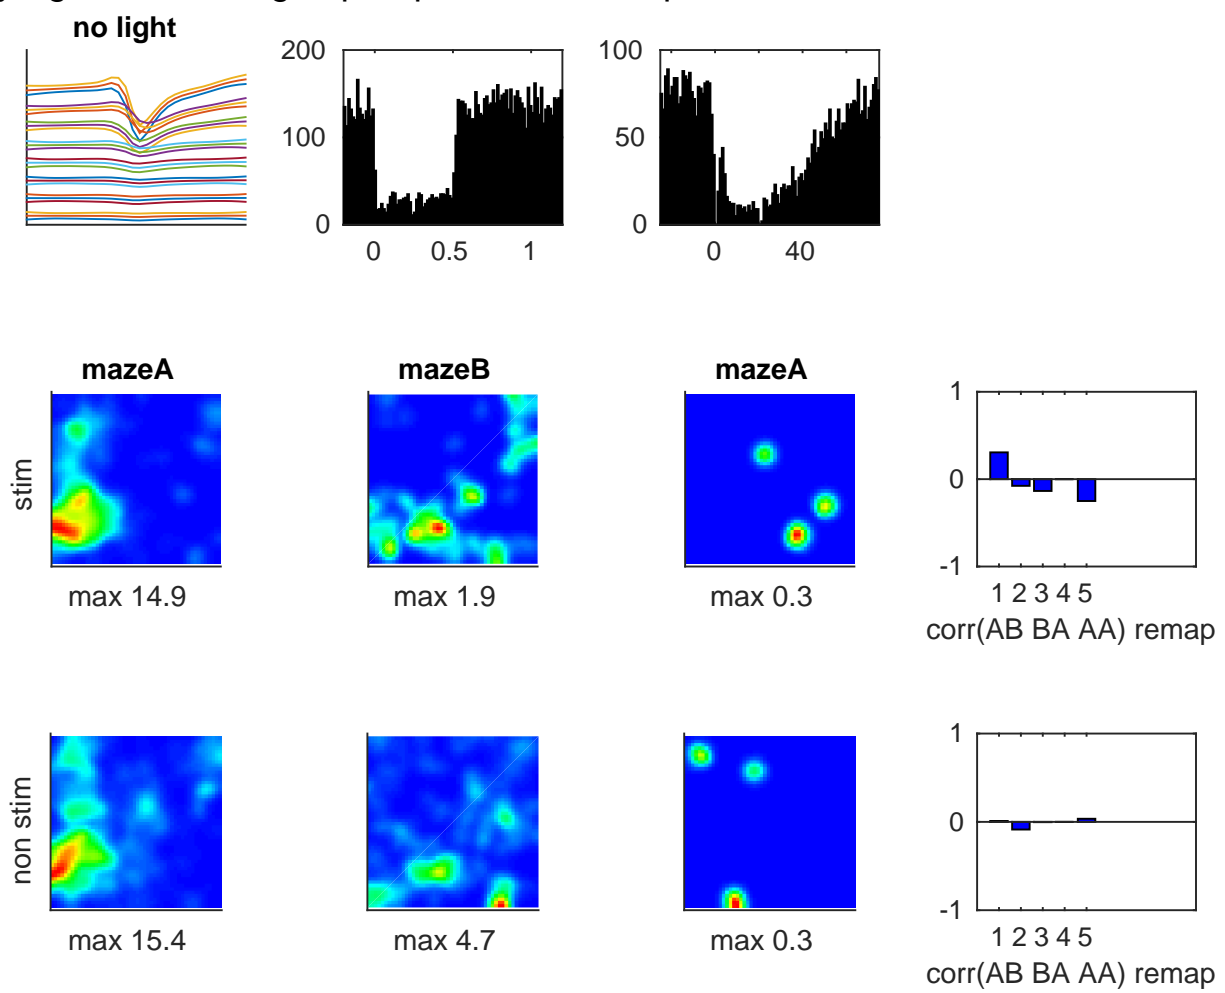 no light
200
100
0
0 0.5 1
100
50
0
0 40
mazeA mazeB mazeA
stim
max 14.9 max 1.9 max 0.3
1
0
-1
1 2 3 4 5
corr(AB BA AA) remap
non stim
max 15.4 max 4.7 max 0.3
1
0
-1
1 2 3 4 5
corr(AB BA AA) remap